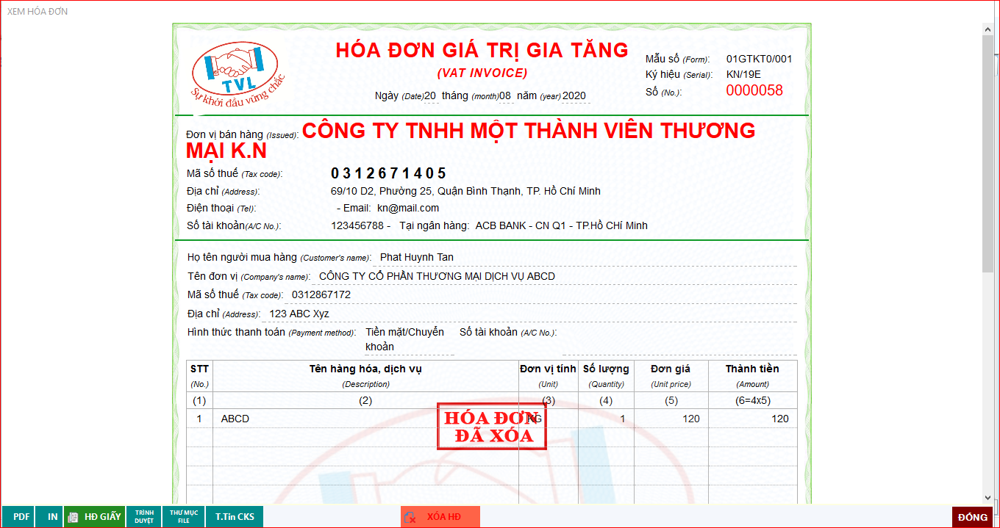 XEM HÓA ĐƠN
TVL
Sự khởi đầu vững chắc
HÓA ĐƠN GIÁ TRỊ GIA TĂNG
(VAT INVOICE)
Ngày (Date)20 tháng (month)08 năm (year) 2020
Mẫu số (Form): 01GTKT0/001
Ký hiệu (Serial): KN/19E
Số (No.): 0000058
Đơn vị bán hàng (Issued): CÔNG TY TNHH MỘT THÀNH VIÊN THƯƠNG
MẠI K.N
Mã số thuế (Tax code): 0312671405
Địa chỉ (Address): 69/10 D2, Phường 25, Quận Bình Thạnh, TP. Hồ Chí Minh
Điện thoại (Tel): - Email: kn@mail.com
Số tài khoản(A/C No.): 123456788 - Tại ngân hàng: ACB BANK - CN Q1 - TP.Hồ CHí Minh
Họ tên người mua hàng (Customer's name): Phat Huynh Tan
Tên đơn vị (Company's name): CÔNG TY CỔ PHẦN THƯƠNG MẠI DỊCH VỤ ABCD
Mã số thuế (Tax code): 0312867172
Địa chỉ (Address): 123 ABC Xyz
Hình thức thanh toán (Payment method): Tiền mặt/Chuyển Số tài khoản (A/C No.):
khoản
STT Tên hàng hóa, dịch vụ Đơn vị tính Số lượng Đơn giá Thành tiền
(No.) (Description) (Unit) (Quantity) (Unit price) (Amount)
(1) (2) (3) (4) (5) (6=4x5)
1 ABCD KG 1 120 120
HÓA ĐƠN
ĐÃ XÓA
PDF IN HĐ GIẤY TRÌNH DUYỆT THƯ MỤC FILE T.Tin CKS XÓA HĐ ĐÓNG